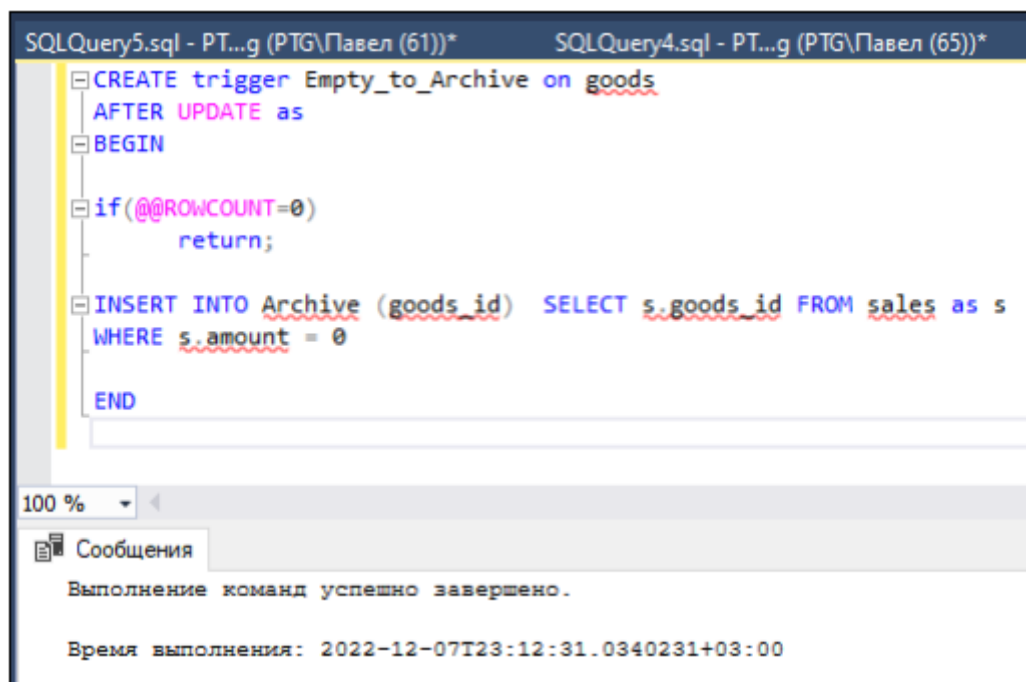 SQLQuery5.sql - PT...g (PTG\Павел (61))* SQLQuery4.sql - PT...g (PTG\Павел (65))*
CREATE trigger Empty_to_Archive on goods
AFTER UPDATE as
BEGIN
if(@@ROWCOUNT=0)
return;
INSERT INTO Archive (goods_id) SELECT s.goods_id FROM sales as s
WHERE s.amount = 0
END
100 %
Сообщения
Выполнение команд успешно завершено.
Время выполнения: 2022-12-07T23:12:31.0340231+03:00